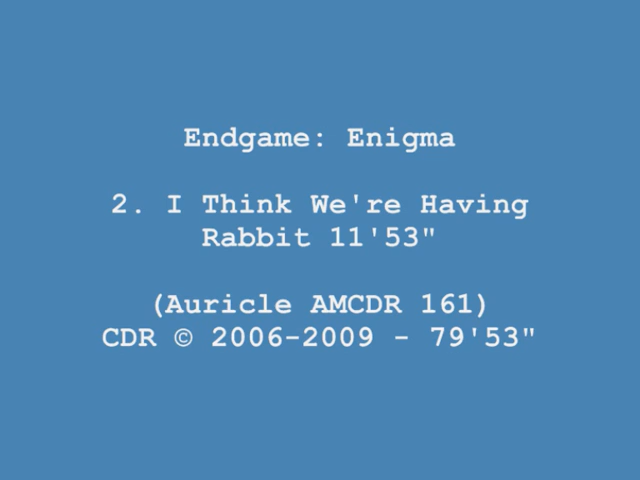 Endgame: Enigma
2. I Think We're Having
Rabbit 11'53"
(Auricle AMCDR 161)
CDR © 2006-2009 - 79'53"